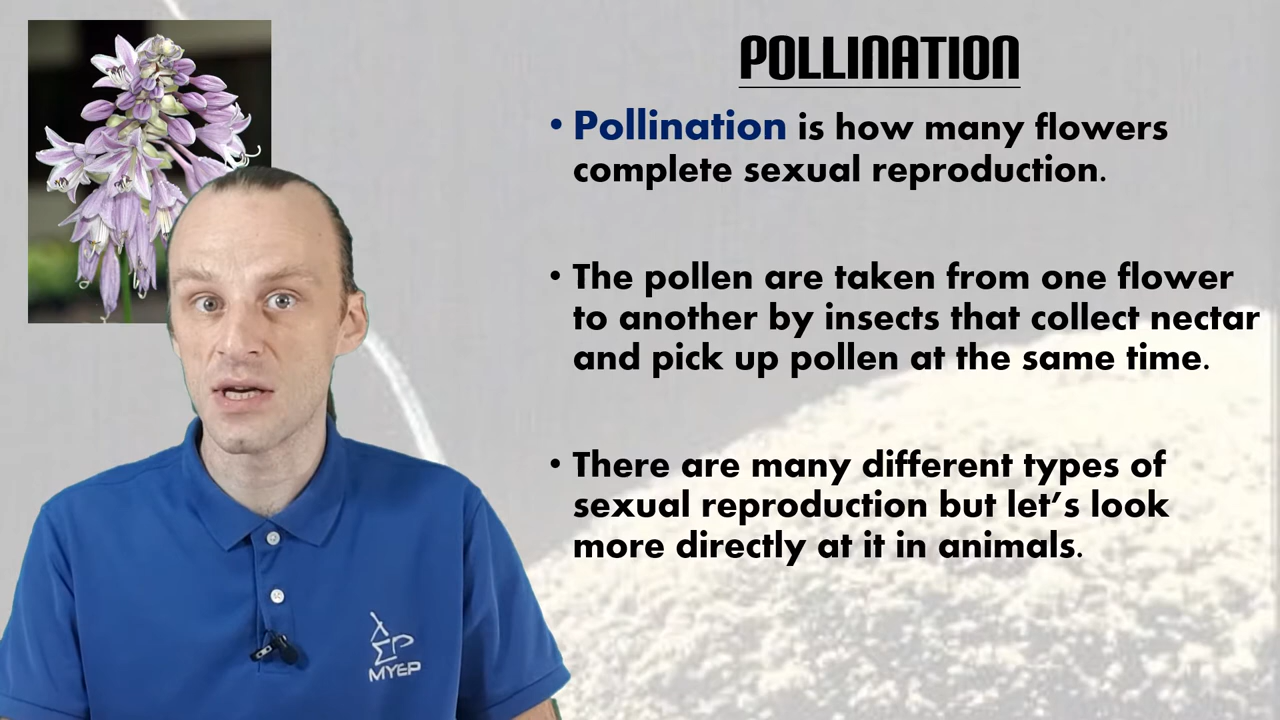 POLLINATION
• Pollination is how many flowers
complete sexual reproduction.
• The pollen are taken from one flower
to another by insects that collect nectar
and pick up pollen at the same time.
• There are many different types of
sexual reproduction but let's look
more directly at it in animals.
MYEP